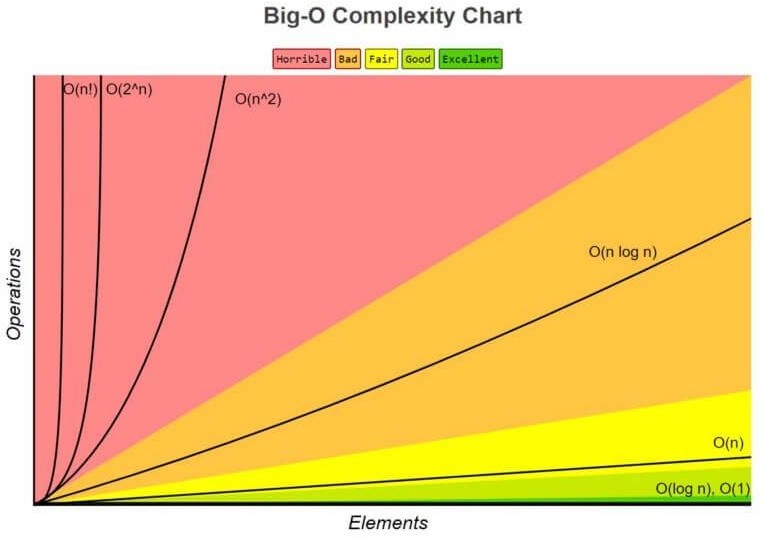 Big-O Complexity Chart
Horrible Bad Fair Good Excellent
O(n!) O(2^n)
O(n^2)
O(n log n)
O(n)
O(log n), O(1)
Operations
Elements